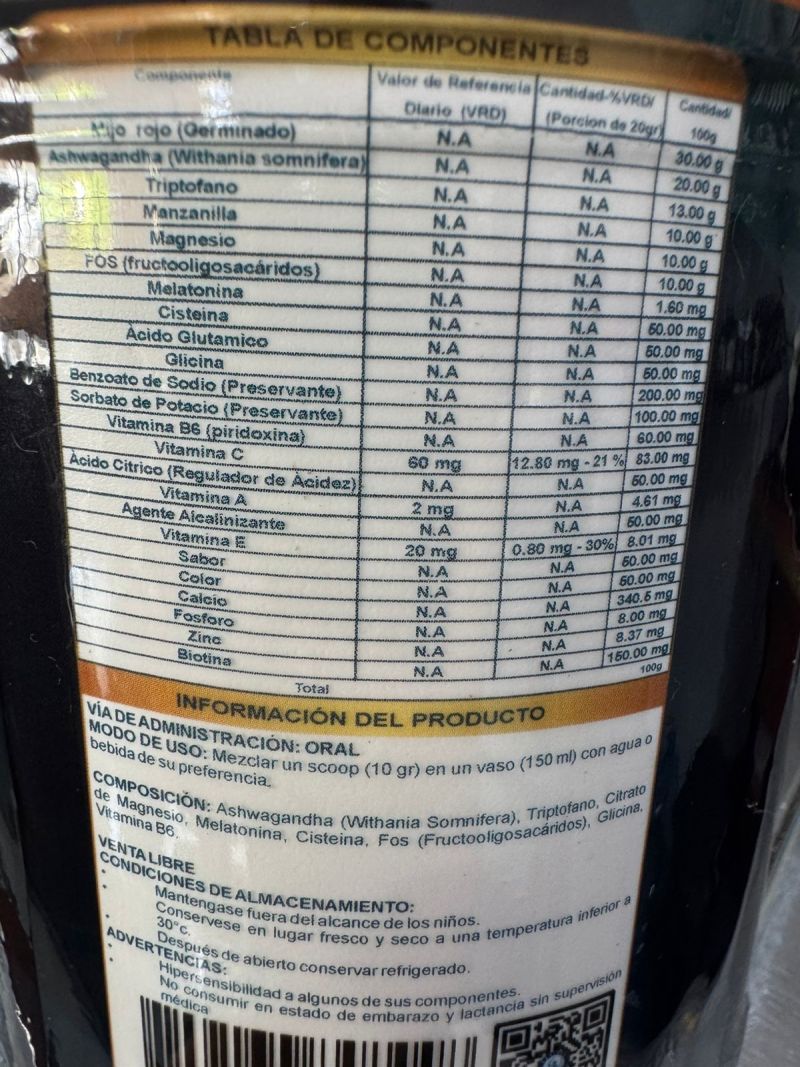 TABLA DE COMPONENTES
Componente Valor de Referencia Diario (VRD) Cantidad-%VRD/ (Porcion de 20gr) Cantidad/ 100g
Mijo rojo (Germinado) N.A N.A 30.00 g
Ashwagandha (Withania somnifera) N.A N.A 20.00 g
Triptofano N.A N.A 13.00 g
Manzanilla N.A N.A 10.00 g
Magnesio N.A N.A 10.00 g
FOS (fructooligosacáridos) N.A N.A 10.00 g
Melatonina N.A N.A 1.60 mg
Cisteina N.A N.A 50.00 mg
Ácido Glutamico N.A N.A 50.00 mg
Glicina N.A N.A 50.00 mg
Benzoato de Sodio (Preservante) N.A N.A 200.00 mg
Sorbato de Potacio (Preservante) N.A N.A 100.00 mg
Vitamina B6 (piridoxina) N.A N.A 60.00 mg
Vitamina C 60 mg 12.80 mg - 21 % 83.00 mg
Ácido Citrico (Regulador de Àcidez) N.A N.A 50.00 mg
Vitamina A 2 mg N.A 4.61 mg
Agente Alcalinizante N.A N.A 50.00 mg
Vitamina E 20 mg 0.80 mg - 30% 8.01 mg
Sabor N.A N.A 50.00 mg
Color N.A N.A 50.00 mg
Calcio N.A N.A 340.5 mg
Fosforo N.A N.A 8.00 mg
Zinc N.A N.A 8.37 mg
Biotina N.A N.A 150.00 mg
Total 100g
INFORMACIÓN DEL PRODUCTO
VÍA DE ADMINISTRACIÓN: ORAL
MODO DE USO: Mezclar un scoop (10 gr) en un vaso (150 ml) con agua o
bebida de su preferencia.
COMPOSICIÓN: Ashwagandha (Withania Somnifera), Triptofano, Citrato
de Magnesio, Melatonina, Cisteina, Fos (Fructooligosacáridos), Glicina,
Vitamina B6.
VENTA LIBRE
CONDICIONES DE ALMACENAMIENTO:
• Mantengase fuera del alcance de los niños.
• Conservese en lugar fresco y seco a una temperatura inferior a
30°c.
• Después de abierto conservar refrigerado.
ADVERTENCIAS:
• Hipersensibilidad a algunos de sus componentes.
• No consumir en estado de embarazo y lactancia sin supervisión
médica